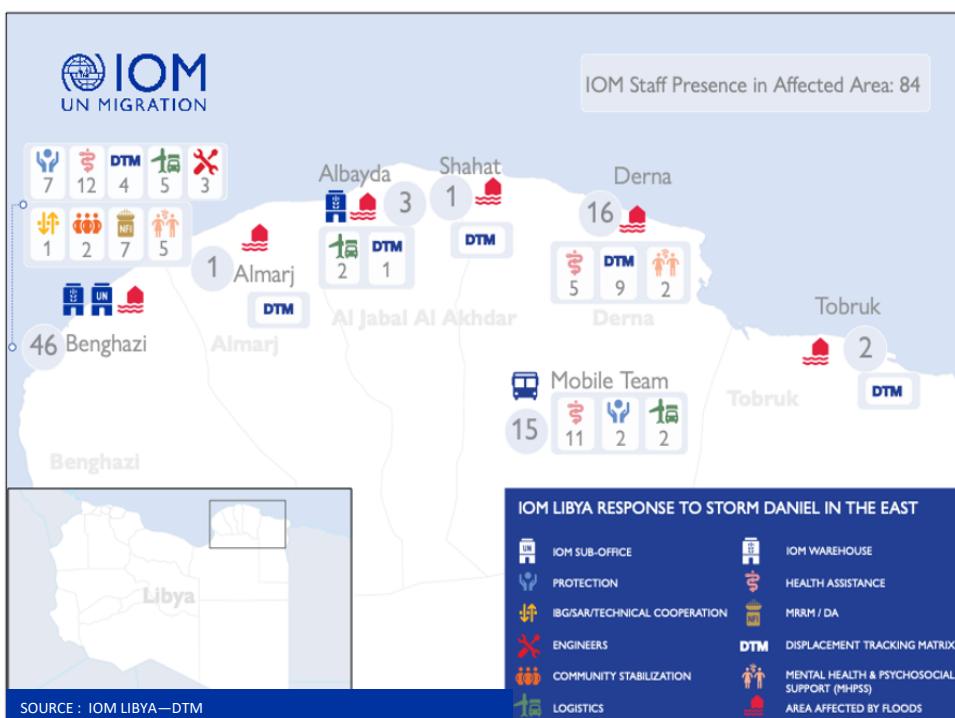 IOM
UN MIGRATION
IOM Staff Presence in Affected Area: 84
DTM
7 12 4 5 3
NFI
1 2 7 5
UN
46 Benghazi
1 Almarj
DTM
Almarj
Albayda
3
DTM
2 1
Al Jabal Al Akhdar
Shahat
1
DTM
Derna
16
DTM
5 9 2
Derna
Tobruk
2
DTM
Tobruk
Mobile Team
15
11 2 2
Benghazi
Libya
IOM LIBYA RESPONSE TO STORM DANIEL IN THE EAST
UN IOM SUB-OFFICE
IOM WAREHOUSE
PROTECTION
HEALTH ASSISTANCE
IBG/SAR/TECHNICAL COOPERATION
NFI MRRM / DA
ENGINEERS
DTM DISPLACEMENT TRACKING MATRIX
COMMUNITY STABILIZATION
MENTAL HEALTH & PSYCHOSOCIAL
SUPPORT (MHPSS)
LOGISTICS
AREA AFFECTED BY FLOODS
SOURCE : IOM LIBYA—DTM